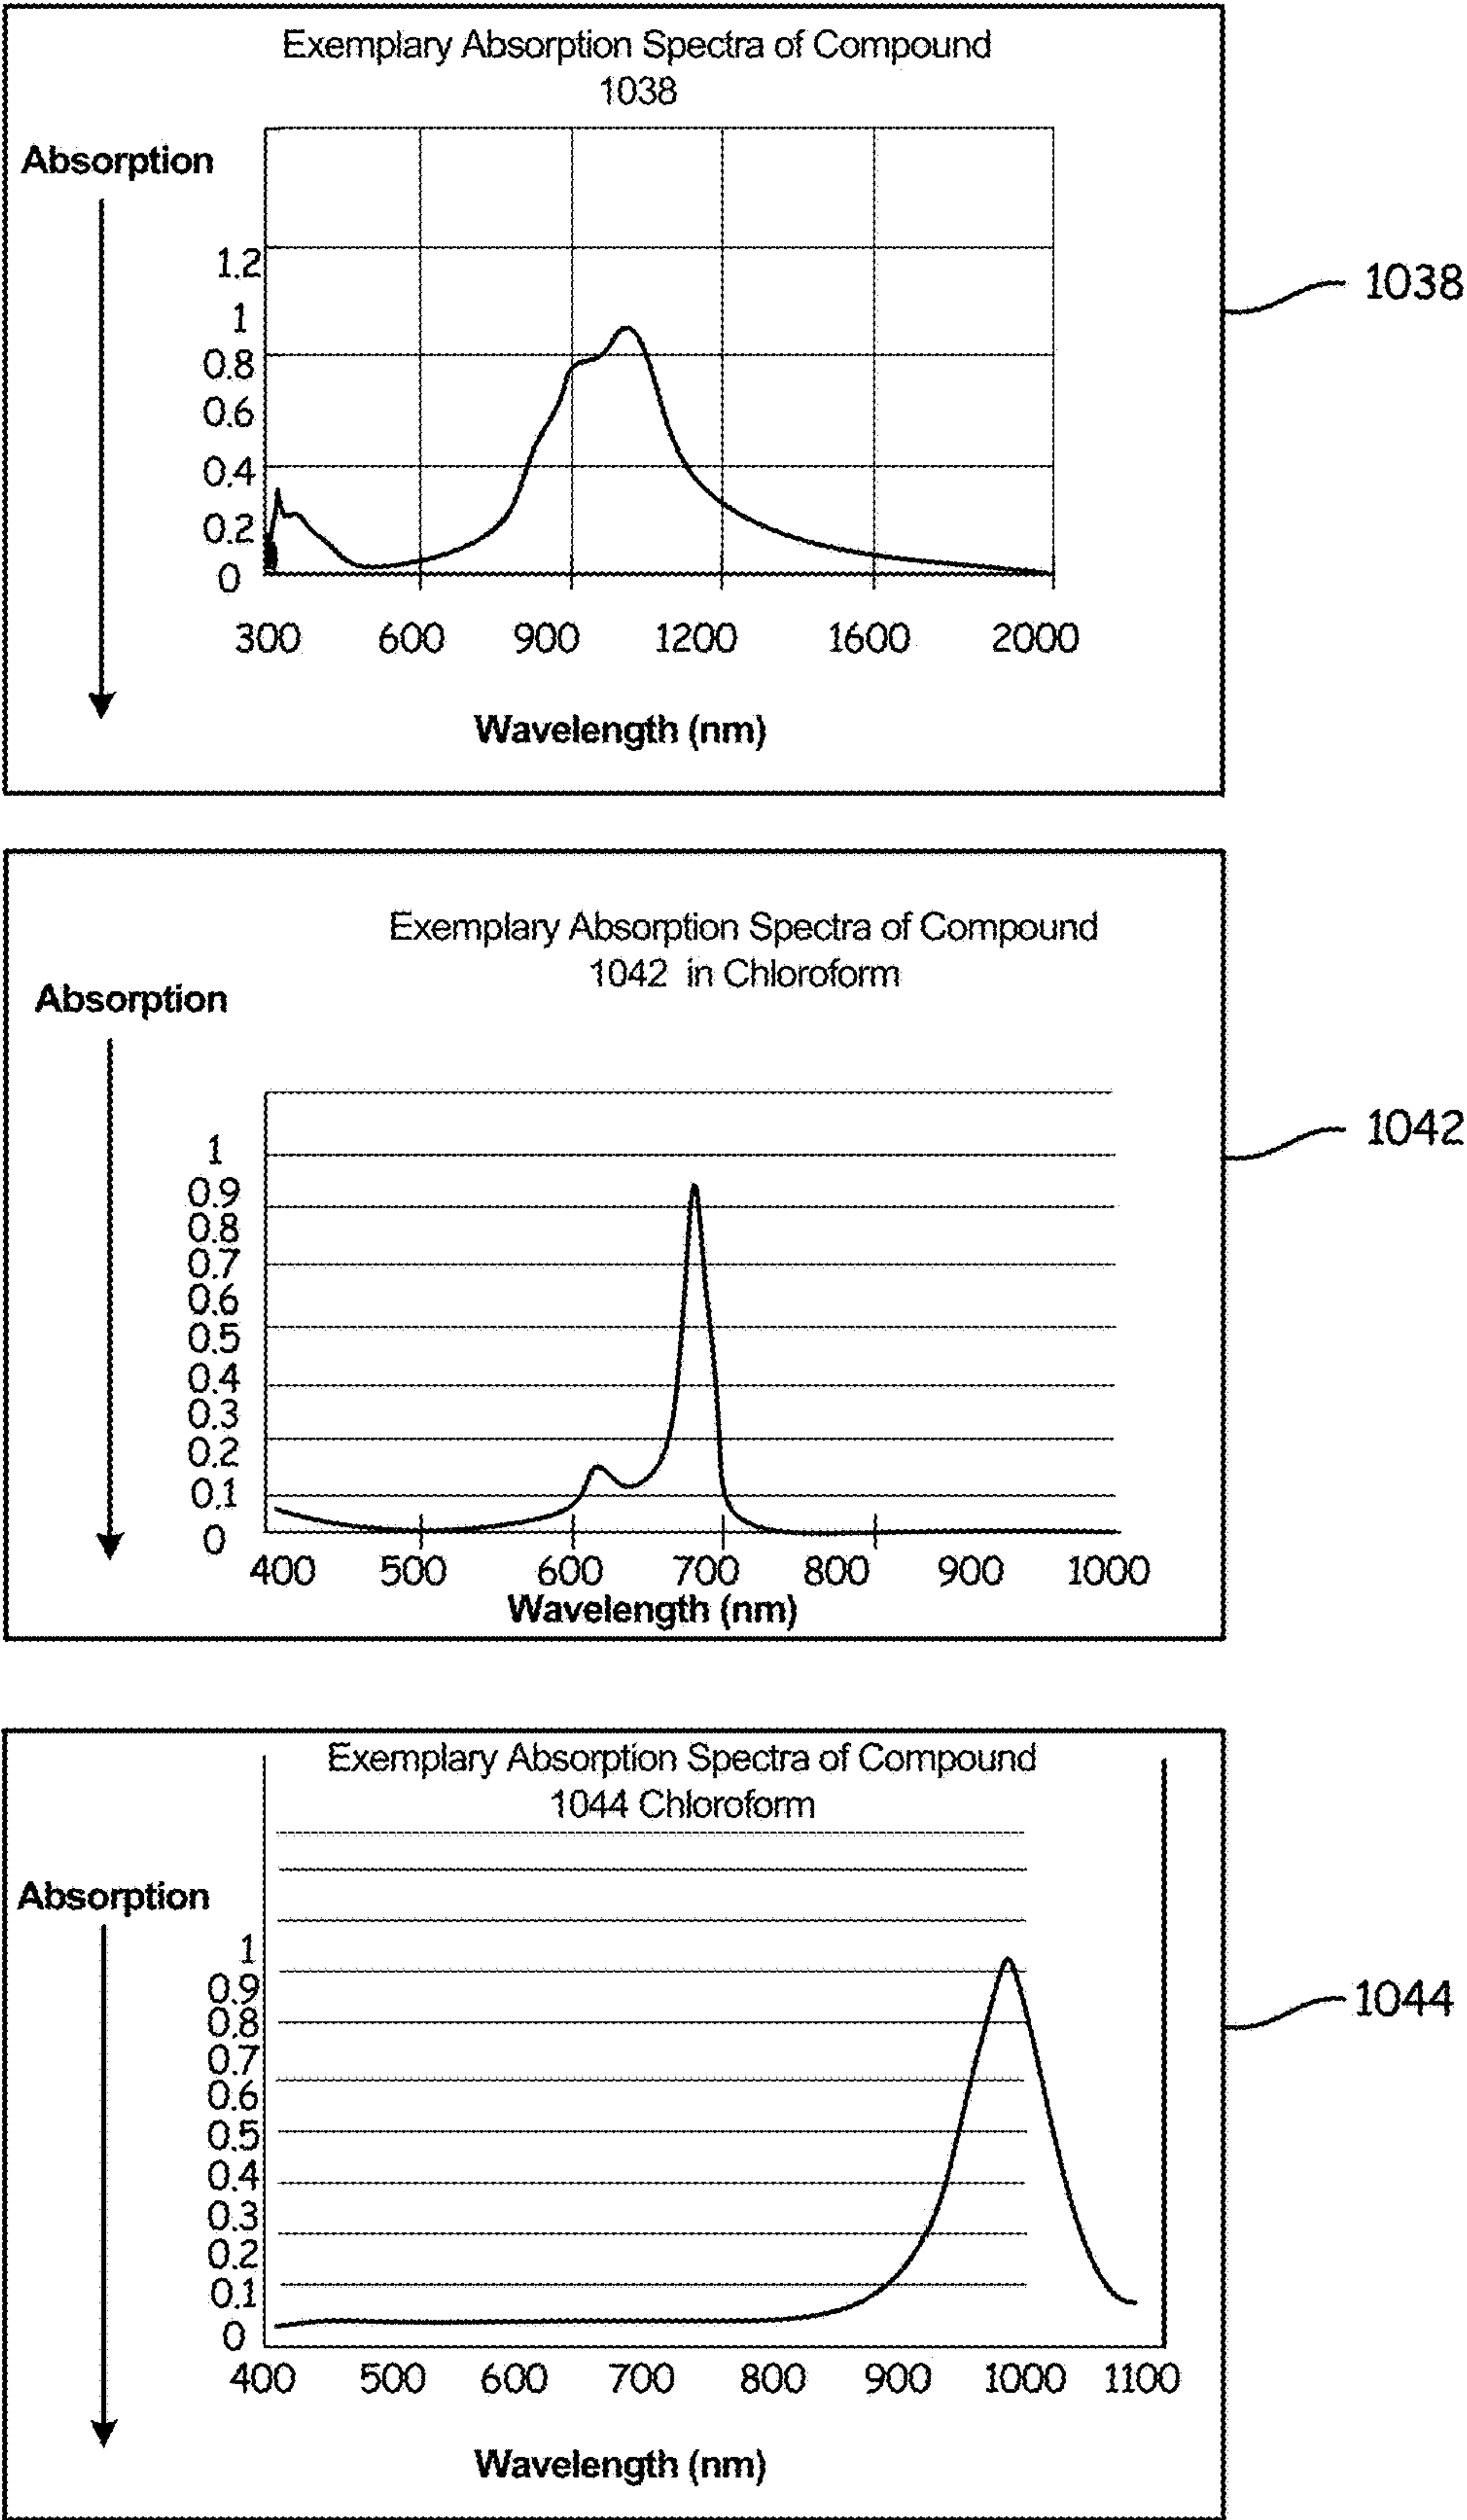 Exemplary Absorption Spectra of Compound
1038
Absorption
1.2
1
0.8
0.6
0.4
0.2
0
300 600 900 1200 1600 2000
Wavelength (nm)
1038
Exemplary Absorption Spectra of Compound
1042 in Chloroform
Absorption
1
0.9
0.8
0.7
0.6
0.5
0.4
0.3
0.2
0.1
0
400 500 600 700 800 900 1000
Wavelength (nm)
1042
Exemplary Absorption Spectra of Compound
1044 Chloroform
Absorption
1
0.9
0.8
0.7
0.6
0.5
0.4
0.3
0.2
0.1
0
400 500 600 700 800 900 1000 1100
Wavelength (nm)
1044